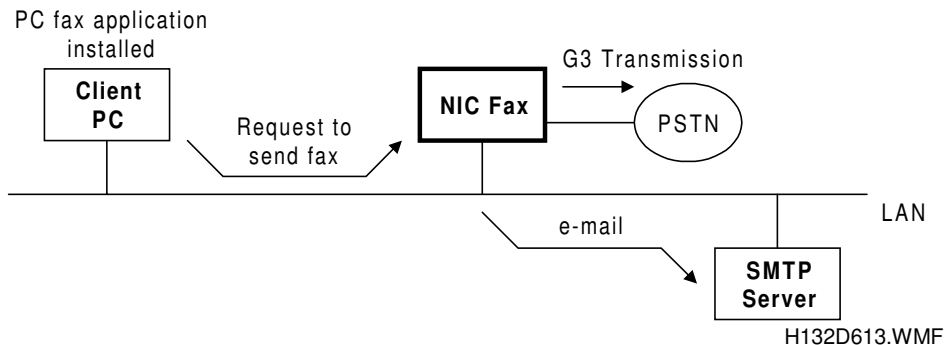 PC fax application
installed
Client
PC
Request to
send fax
NIC Fax
G3 Transmission
PSTN
LAN
e-mail
SMTP
Server
H132D613.WMF